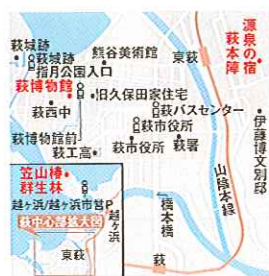 萩城跡
萩城跡
指月公園入口
熊谷美術館
東萩
源泉の宿
萩本陣
萩博物館
旧久保田家住宅
萩バスセンター
萩西中
萩市役所
萩博物館前
萩工高
萩市役所
萩署
伊藤博文別邸
山陰本線
笠山椿
群生林
越ヶ浜/越ヶ浜市営P
萩中心部拡大図
越ヶ浜
東萩
橋本橋
萩